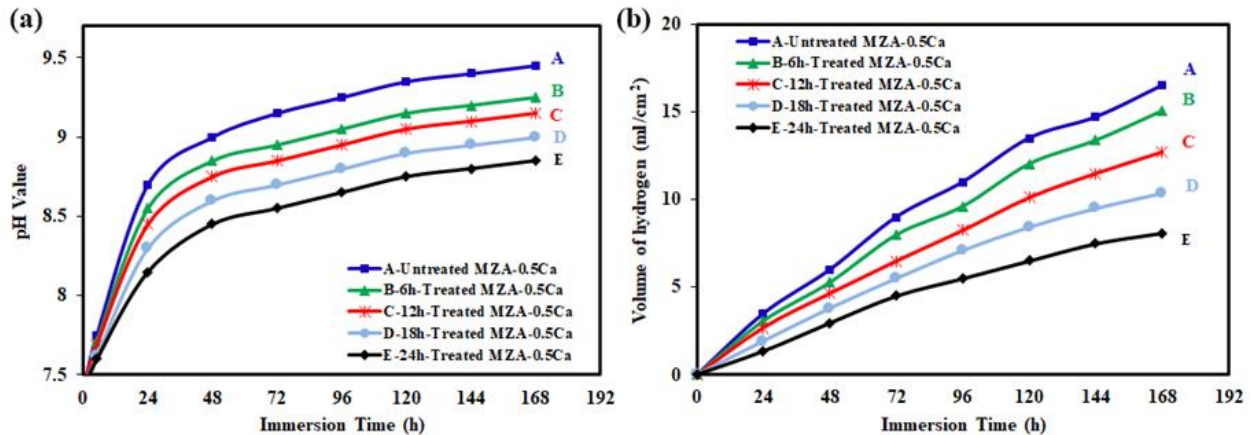 (a)
pH Value
9.5
9
8.5
8
7.5
0 24 48 72 96 120 144 168 192
Immersion Time (h)
A
B
C
D
E
A-Untreated MZA-0.5Ca
B-6h-Treated MZA-0.5Ca
C-12h-Treated MZA-0.5Ca
D-18h-Treated MZA-0.5Ca
E-24h-Treated MZA-0.5Ca
(b)
Volume of hydrogen (ml/cm²)
20
15
10
5
0
0 24 48 72 96 120 144 168 192
Immersion Time (h)
A-Untreated MZA-0.5Ca
B-6h-Treated MZA-0.5Ca
C-12h-Treated MZA-0.5Ca
D-18h-Treated MZA-0.5Ca
E-24h-Treated MZA-0.5Ca
A
B
C
D
E